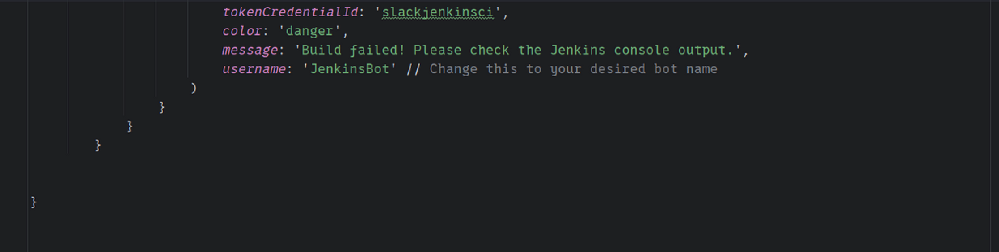 tokenCredentialId: 'slackjenkinsci',
color: 'danger',
message: 'Build failed! Please check the Jenkins console output.',
username: 'JenkinsBot' // Change this to your desired bot name
)
}
}
}
}